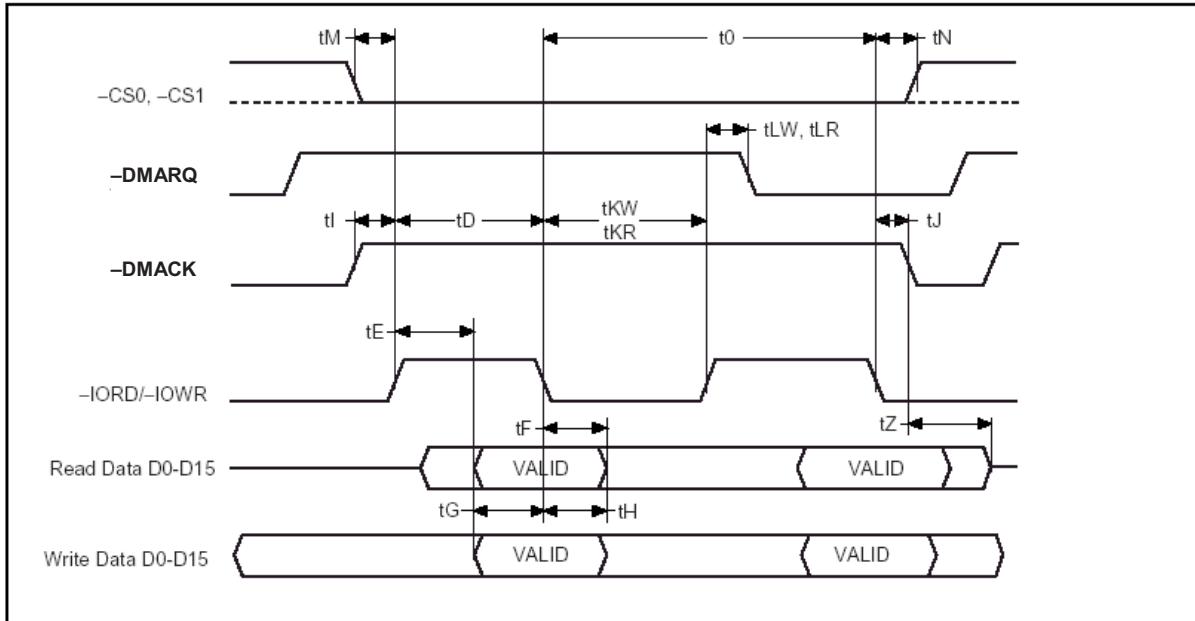 tM
t0
tN
–CS0, –CS1
tLW, tLR
–DMARQ
tI
tD
tKW
tKR
tJ
–DMACK
tE
–IORD/–IOWR
tF
tZ
Read Data D0-D15
VALID
VALID
tG
tH
Write Data D0-D15
VALID
VALID